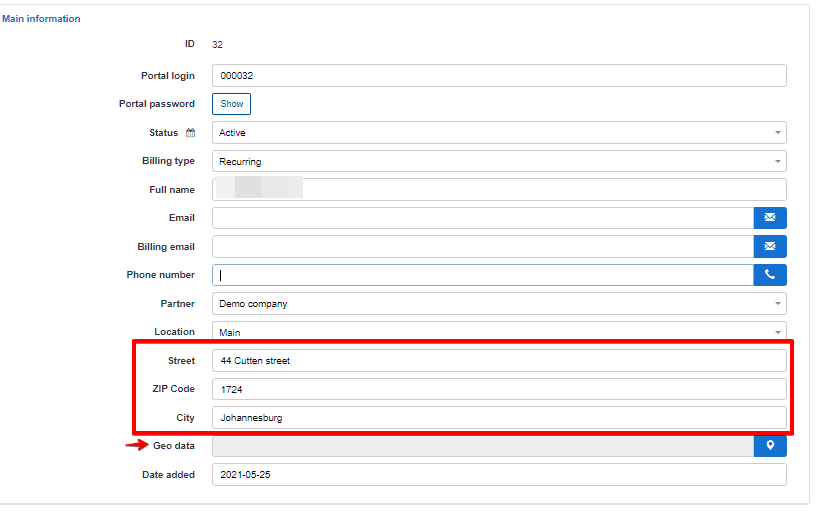 Main information
ID 32
Portal login 000032
Portal password Show
Status Active
Billing type Recurring
Full name
Email
Billing email
Phone number
Partner Demo company
Location Main
Street 44 Cutten street
ZIP Code 1724
City Johannesburg
Geo data
Date added 2021-05-25